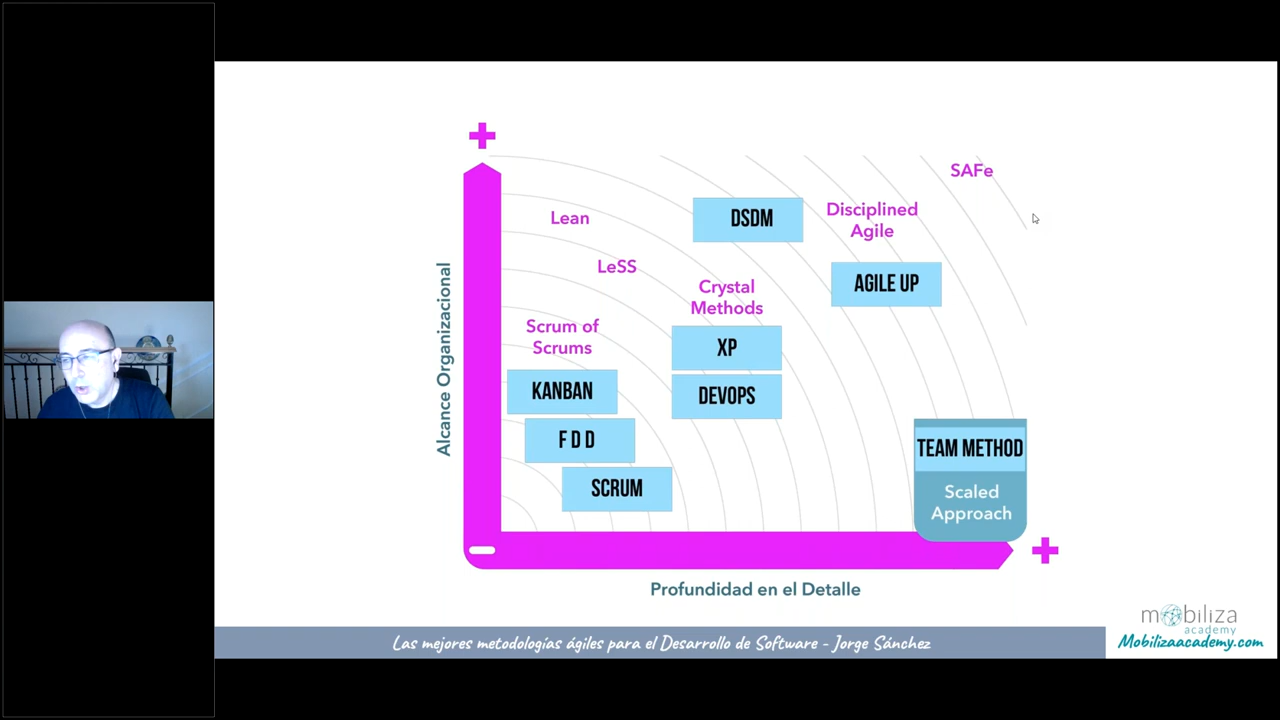 SAFe
Lean
DSDM
Disciplined
Agile
LeSS
AGILE UP
Crystal
Methods
Scrum of
Scrums
XP
KANBAN
DEVOPS
F D D
SCRUM
TEAM METHOD
Scaled
Approach
Alcance Organizacional
Profundidad en el Detalle
Las mejores metodologías ágiles para el Desarrollo de Software - Jorge Sánchez
mobiliza
academy
Mobilizaacademy.com